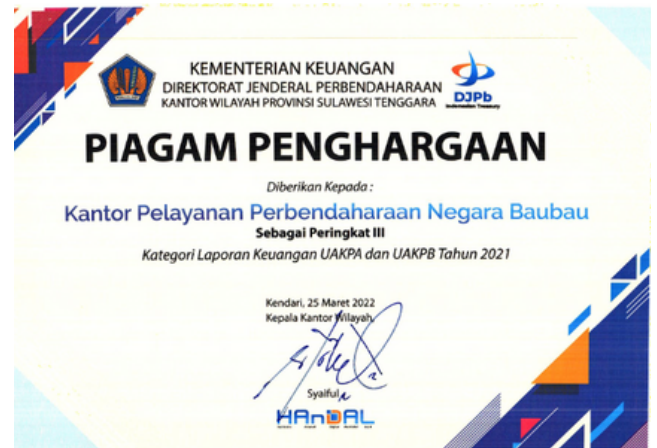 KEMENTERIAN KEUANGAN
DIREKTORAT JENDERAL PERBENDAHARAAN
KANTOR WILAYAH PROVINSI SULAWESI TENGGARA
DJPb
Indonesian Treasury
PIAGAM PENGHARGAAN
Diberikan Kepada :
Kantor Pelayanan Perbendaharaan Negara Baubau
Sebagai Peringkat III
Kategori Laporan Keuangan UAKPA dan UAKPB Tahun 2021
Kendari, 25 Maret 2022
Kepala Kantor Wilayah,
Syaiful
HAnDAL